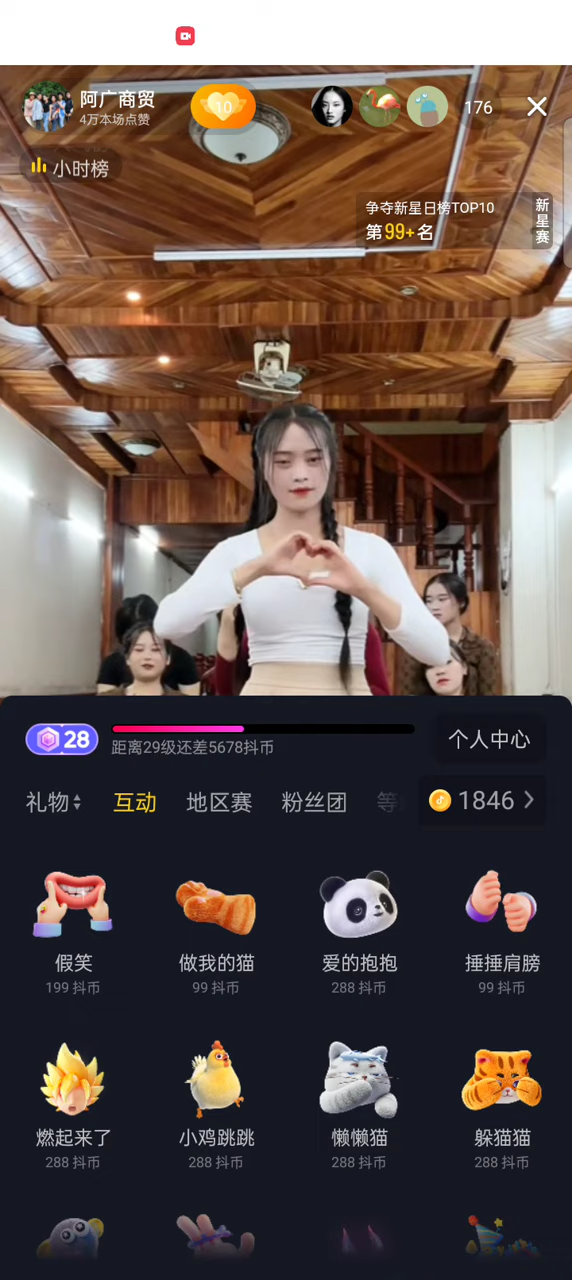 阿广商贸
4万本场点赞
10
176
小时榜
争夺新星日榜TOP10
第99+名
新星赛
28
距离29级还差5678抖币
个人中心
礼物
互动
地区赛
粉丝团
等
1846
假笑
做我的猫
爱的抱抱
捶捶肩膀
199 抖币
99 抖币
288 抖币
99 抖币
燃起来了
小鸡跳跳
懒懒猫
躲猫猫
288 抖币
288 抖币
288 抖币
288 抖币